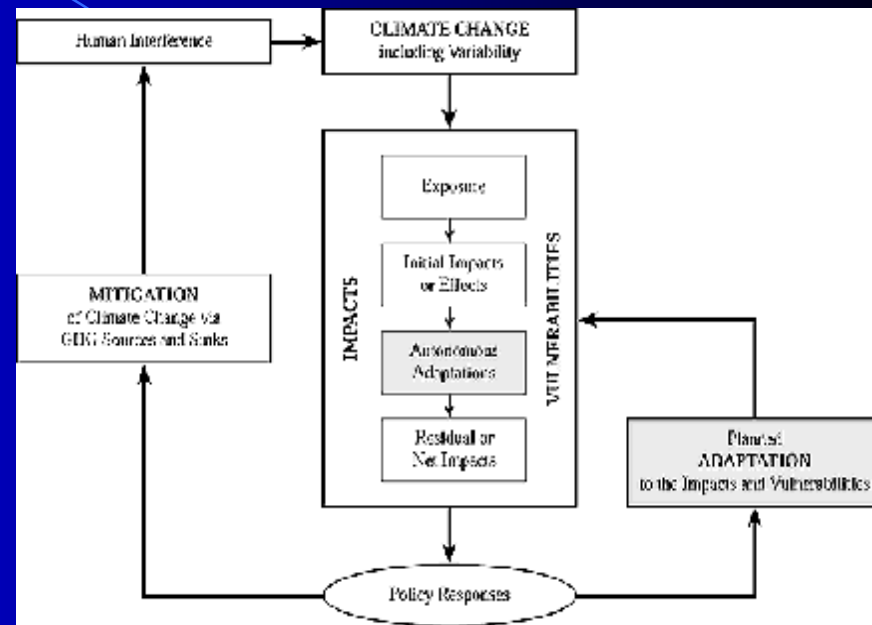 Human Interference
CLIMATE CHANGE
including Variability
Exposure
Initial Impacts
or Effects
IMPACTS
VULNERABILITIES
MITIGATION
of Climate Change via
GHG Sources and Sinks
Autonomous
Adaptations
Residual or
Net Impacts
Planned
ADAPTATION
to the Impacts and Vulnerabilities
Policy Responses